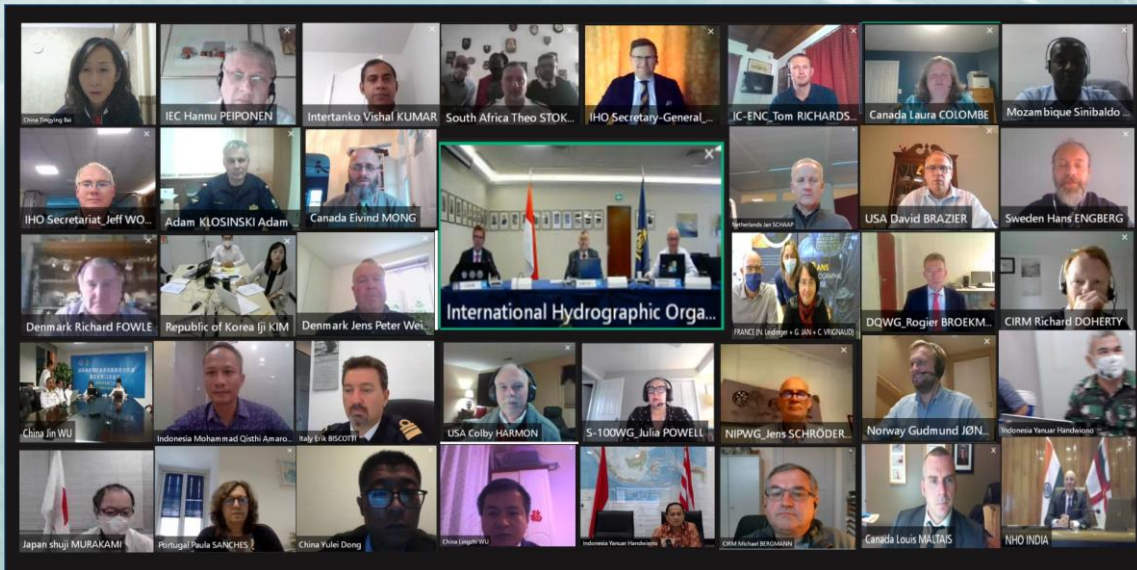 China Tingying Bai
IEC Hannu PEIPONEN
Intertanko Vishal KUMAR
South Africa Theo STOK...
IHO Secretary-General_...
IC-ENC_Tom RICHARDS...
Canada Laura COLOMBE
Mozambique Sinibaldo ...
IHO Secretariat_Jeff WO...
Adam KLOSINSKI Adam
Canada Eivind MONG
International Hydrographic Orga...
Netherlands Jan SCHAAP
USA David BRAZIER
Sweden Hans ENGBERG
Denmark Richard FOWLE
Republic of Korea Iji KIM
Denmark Jens Peter Wei...
FRANCE (N. Leidinger + G. JAN + C. VRIGNAUD)
DQWG_Rogier BROEKM...
CIRM Richard DOHERTY
China Jin WU
Indonesia Mohammad Qisthi Amaro...
Italy Erik BISCOTTI
USA Colby HARMON
S-100WG_Julia POWELL
NIPWG_Jens SCHRÖDER...
Norway Gudmund JØN...
Indonesia Yanuar Handwiono
Japan shuji MURAKAMI
Portugal Paula SANCHES
China Yulei Dong
China Lingzhi WU
Indonesia Yanuar Handwiono
CIRM Michael BERGMANN
Canada Louis MALTAIS
NHO INDIA